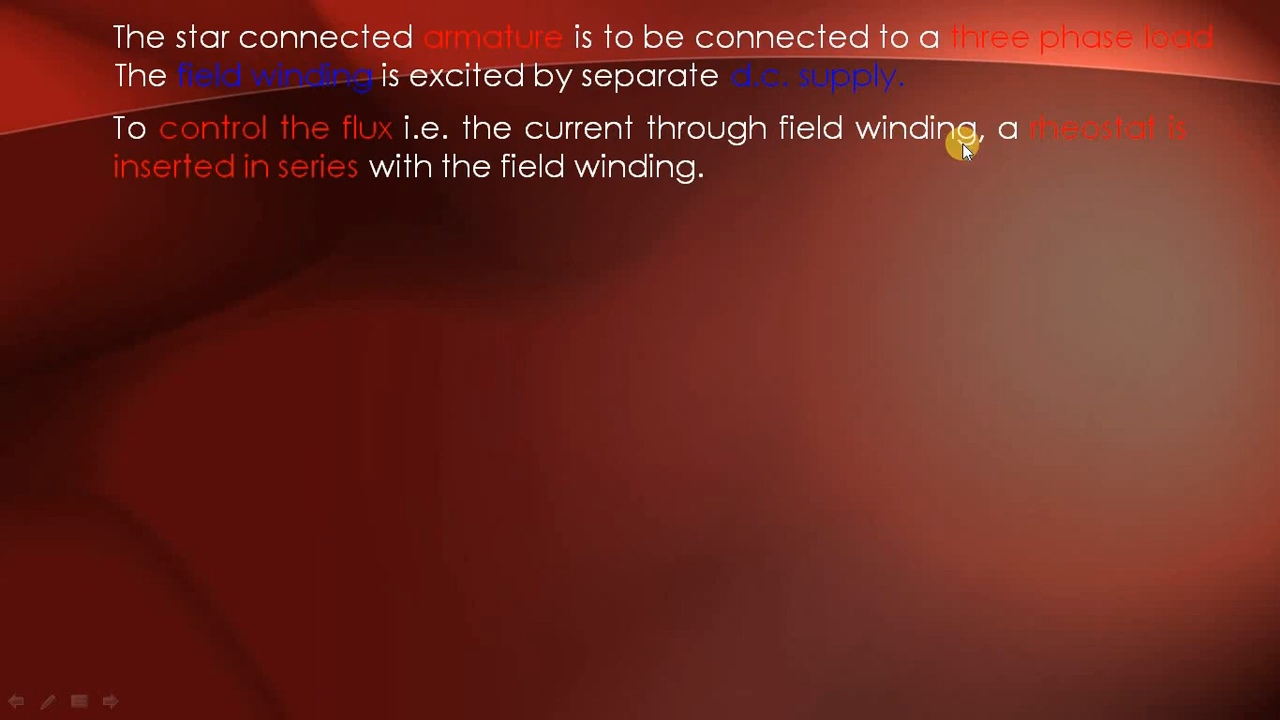 The star connected armature is to be connected to a three phase load
The field winding is excited by separate d.c. supply.
To control the flux i.e. the current through field winding, a rheostat is
inserted in series with the field winding.